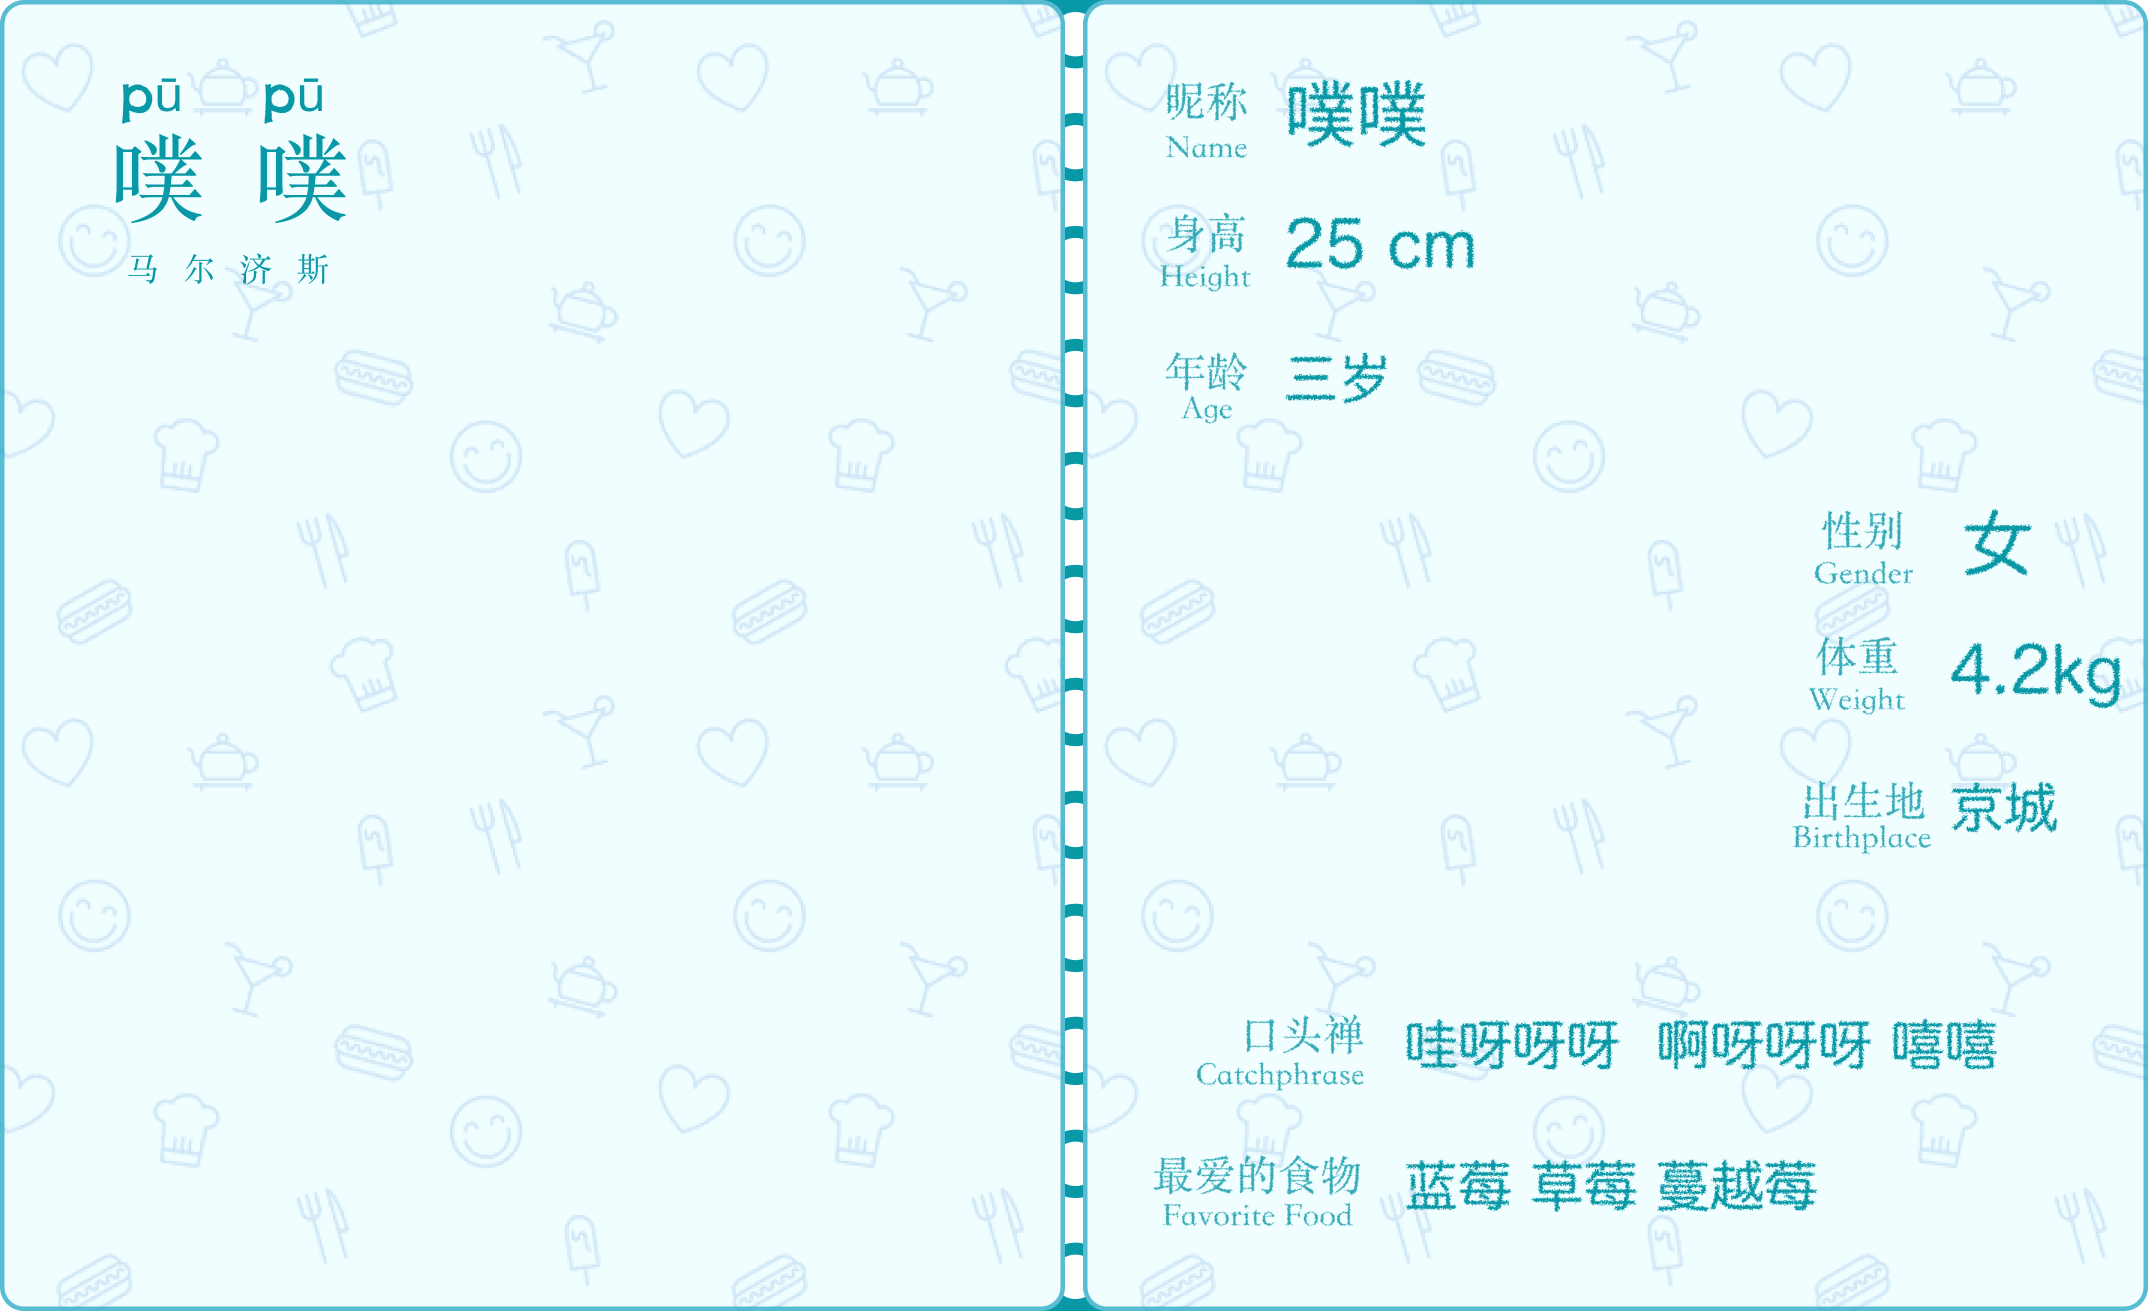 pū pū
噗 噗
马尔济斯
昵称 噗噗
Name
身高 25 cm
Height
年龄 三岁
Age
性别 女
Gender
体重 4.2kg
Weight
出生地 京城
Birthplace
口头禅 哇呀呀呀 啊呀呀呀 嘻嘻
Catchphrase
最爱的食物 蓝莓 草莓 蔓越莓
Favorite Food